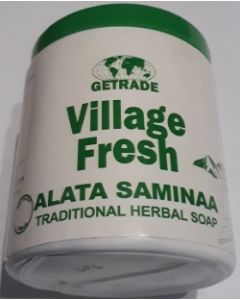 GETRADE
Village
Fresh
ALATA SAMINAA
TRADITIONAL HERBAL SOAP